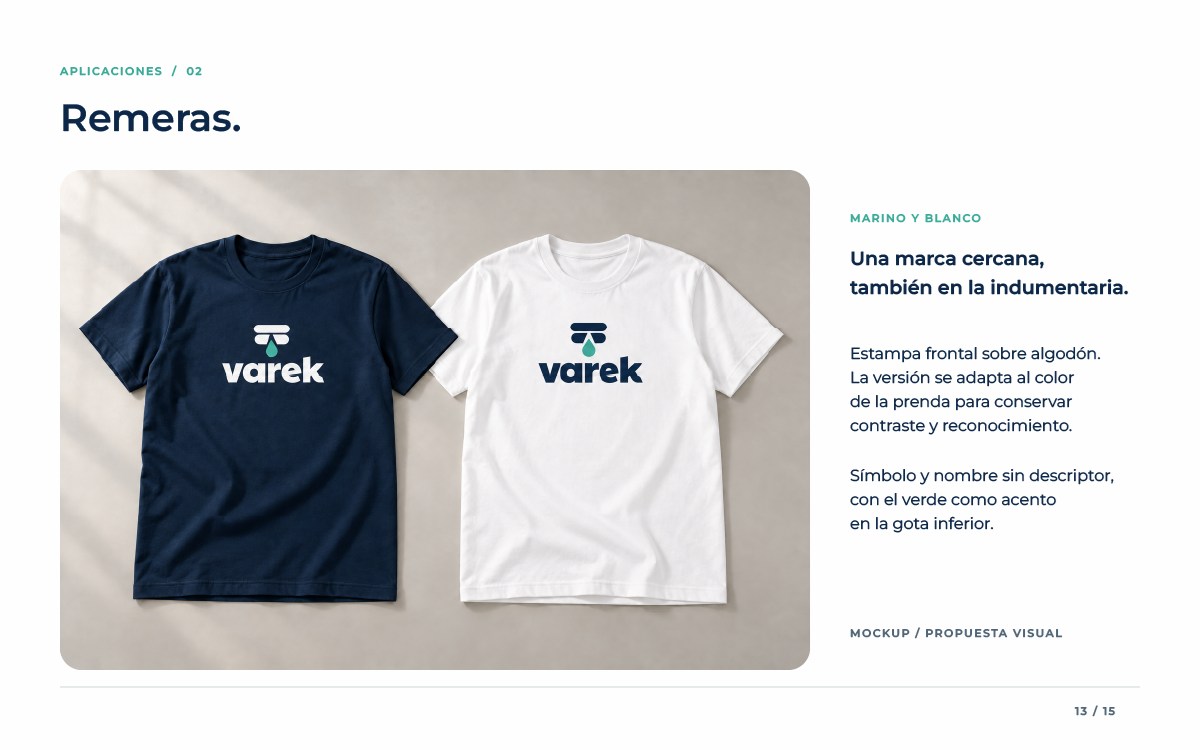 APLICACIONES / 02
Remeras.
varek
varek
MARINO Y BLANCO
Una marca cercana,
también en la indumentaria.
Estampa frontal sobre algodón.
La versión se adapta al color
de la prenda para conservar
contraste y reconocimiento.
Símbolo y nombre sin descriptor,
con el verde como acento
en la gota inferior.
MOCKUP / PROPUESTA VISUAL
13 / 15